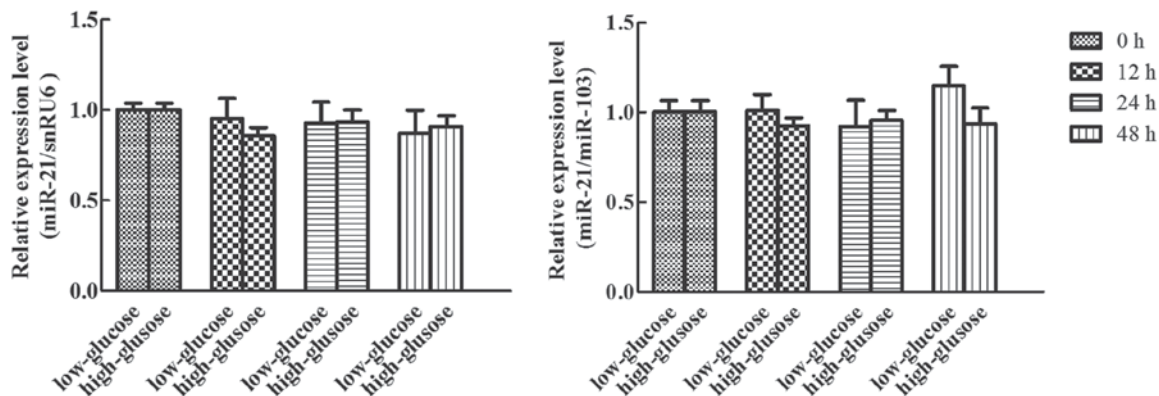 Relative expression level
(miR-21/snRU6)
1.5
1.0
0.5
0.0
low-glucose
high-glusose
low-glucose
high-glusose
low-glucose
high-glusose
low-glucose
high-glusose
Relative expression level
(miR-21/miR-103)
1.5
1.0
0.5
0.0
low-glucose
high-glusose
low-glucose
high-glusose
low-glucose
high-glusose
low-glucose
high-glusose
0 h
12 h
24 h
48 h